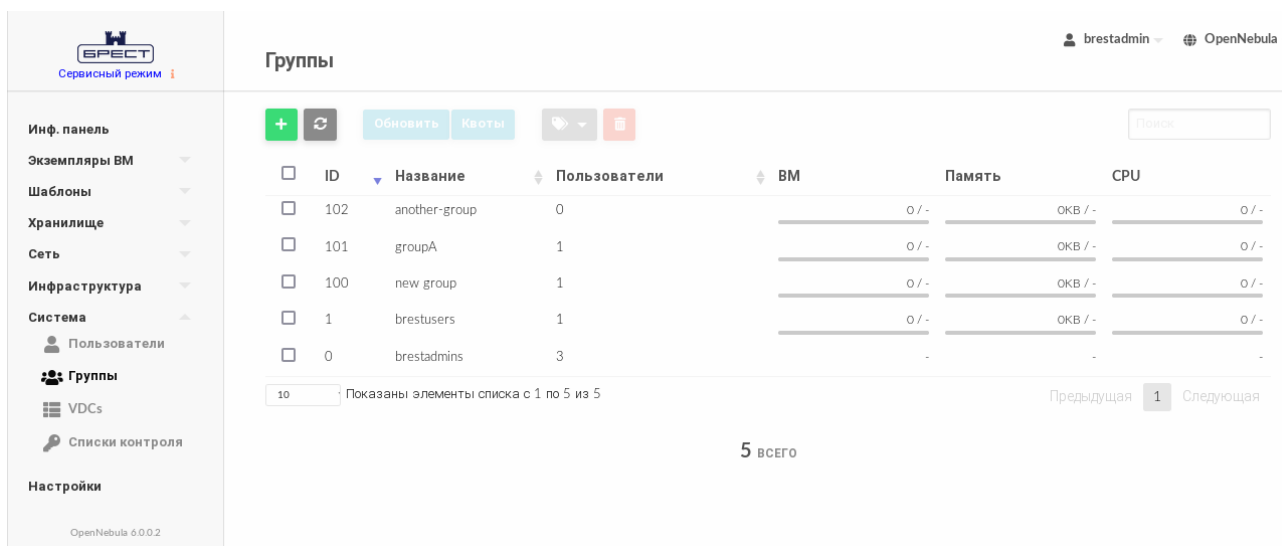 БРЕСТ
Сервисный режим i
Группы
brestadmin OpenNebula
Инф. панель
Экземпляры ВМ
Шаблоны
Хранилище
Сеть
Инфраструктура
Система
Пользователи
Группы
VDCs
Списки контроля
Настройки
OpenNebula 6.0.0.2
Обновить Квоты
Поиск
ID Название Пользователи ВМ Память CPU
102 another-group 0 0 / - 0KB / - 0 / -
101 groupA 1 0 / - 0KB / - 0 / -
100 new group 1 0 / - 0KB / - 0 / -
1 brestusers 1 0 / - 0KB / - 0 / -
0 brestadmins 3 - - -
10 Показаны элементы списка с 1 по 5 из 5
Предыдущая 1 Следующая
5 ВСЕГО